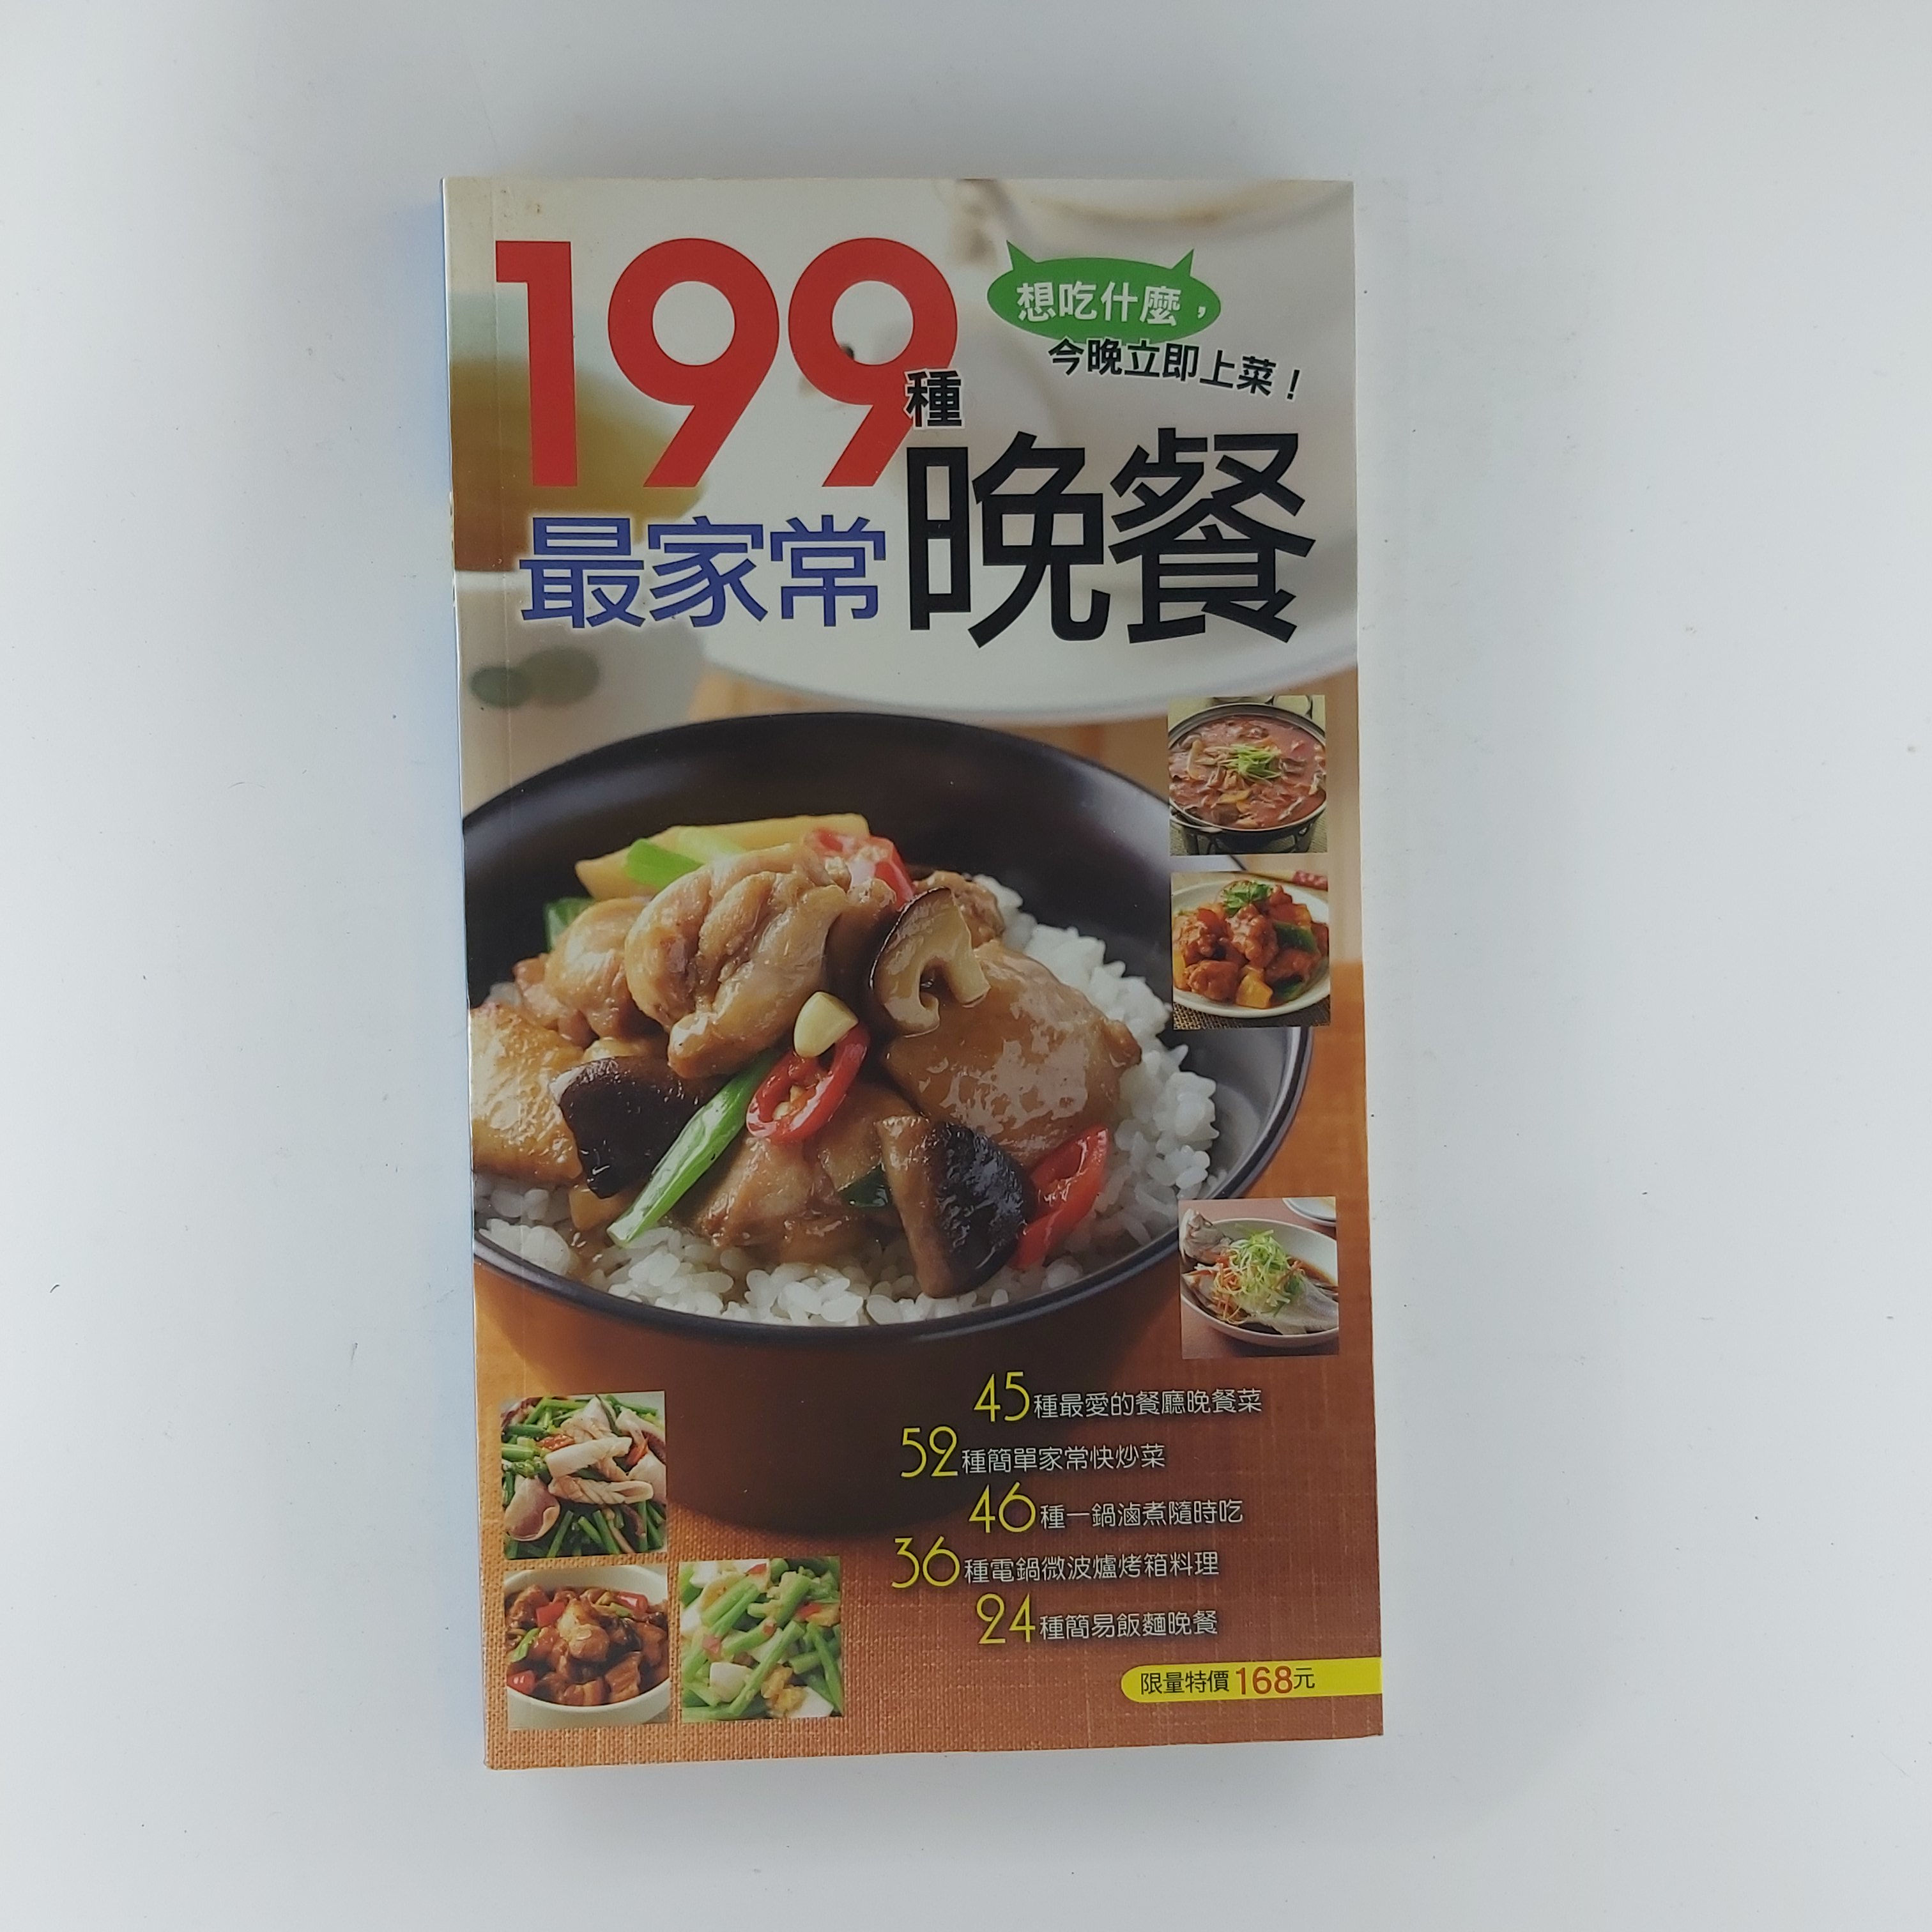 199種
想吃什麼，
今晚立即上菜！
最家常晚餐
45種最愛的餐廳晚餐菜
52種簡單家常快炒菜
46種一鍋滷煮隨時吃
36種電鍋微波爐烤箱料理
24種簡易飯麵晚餐
限量特價168元